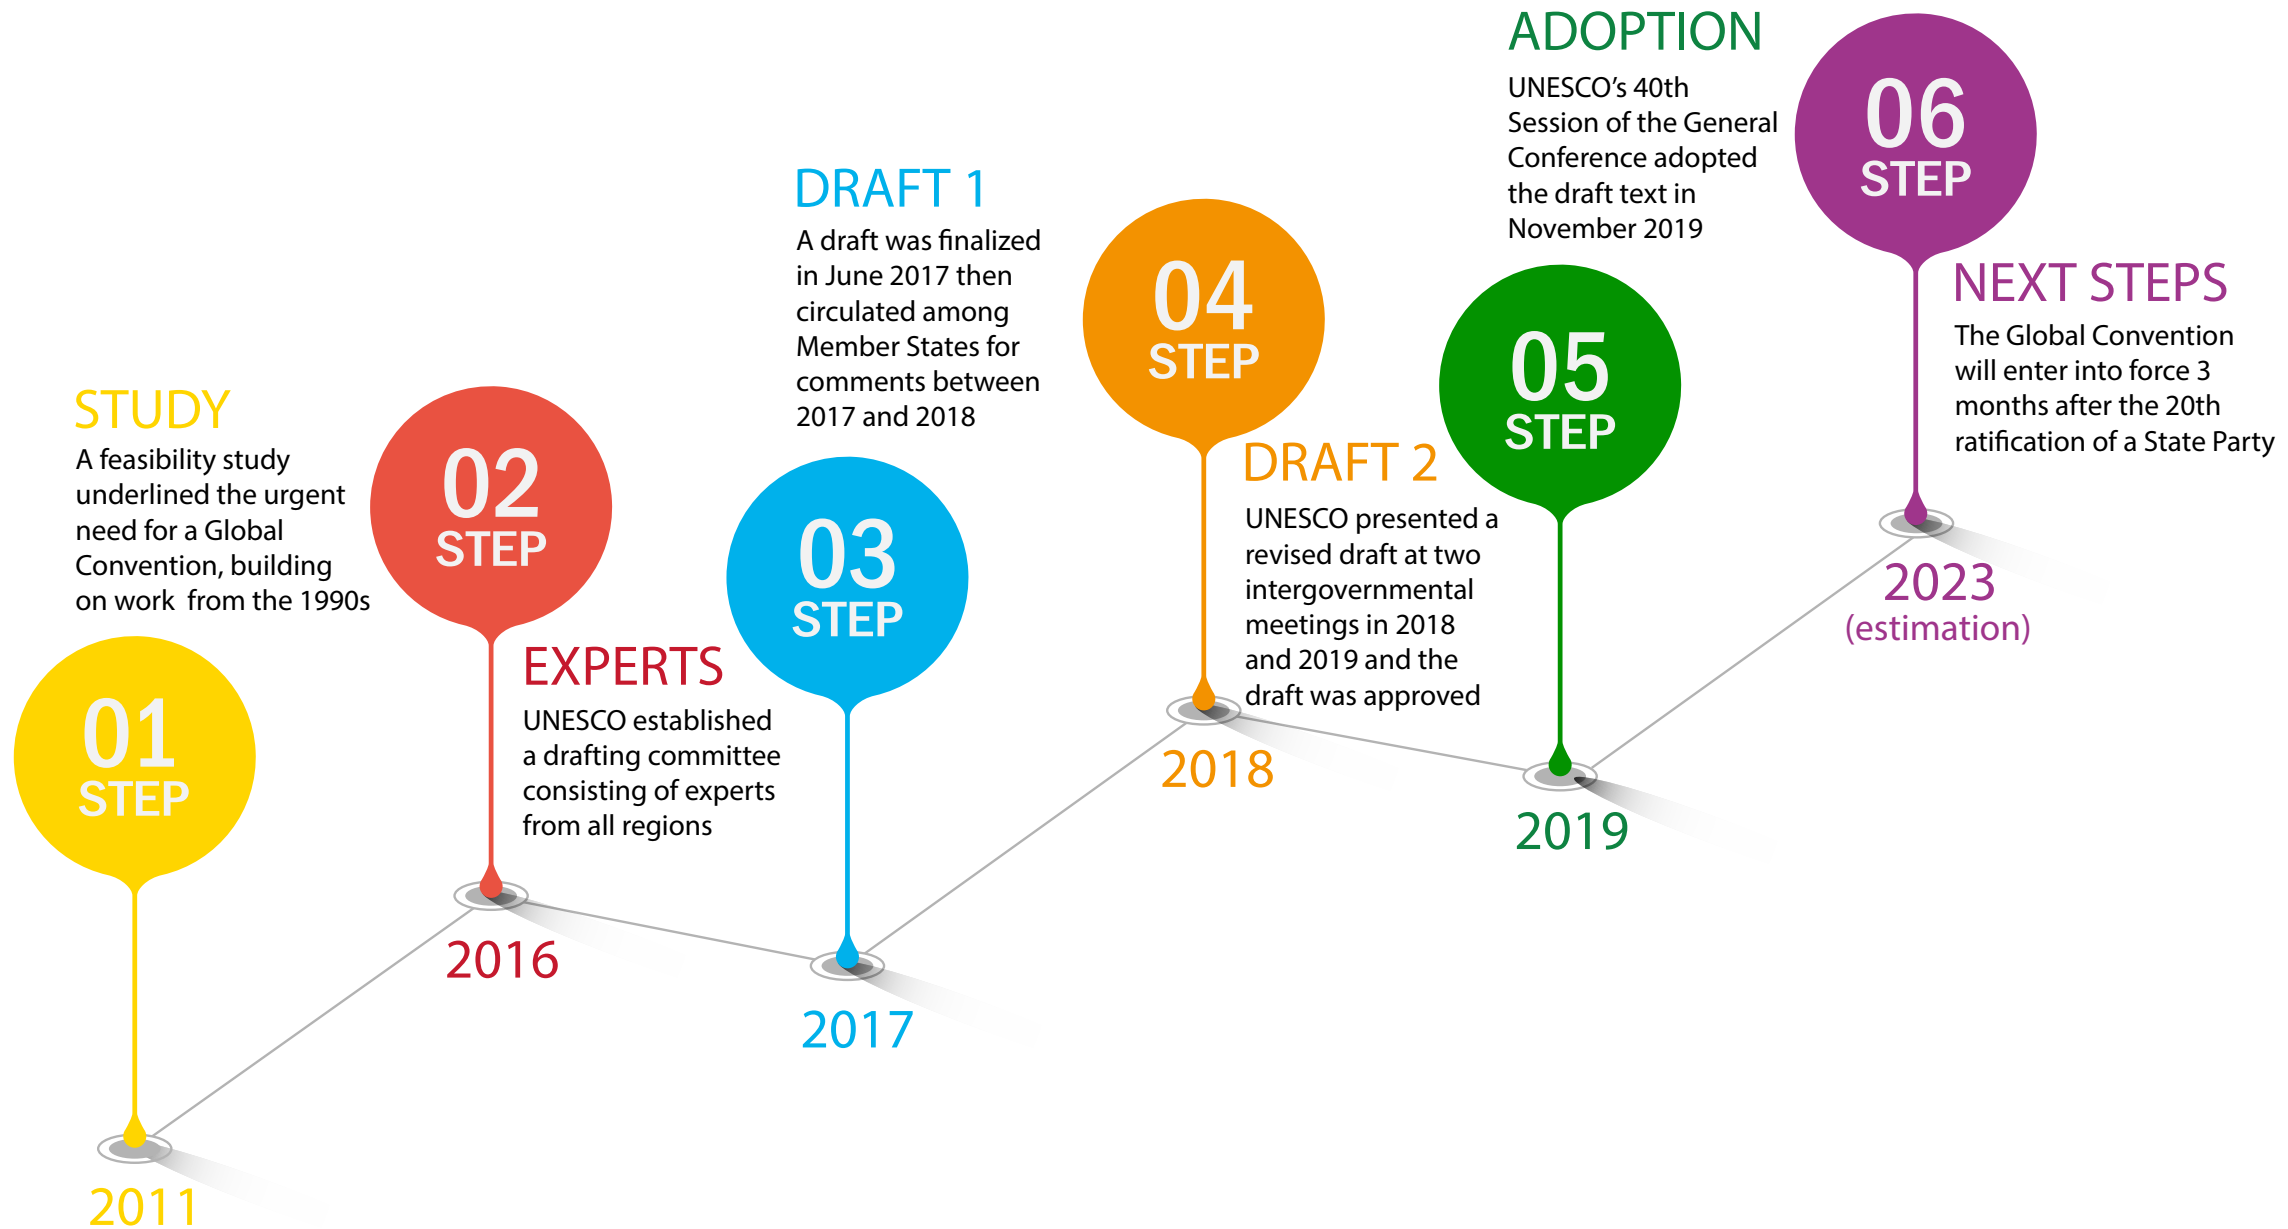 STUDY
A feasibility study
underlined the urgent
need for a Global
Convention, building
on work from the 1990s
01
STEP
2011
02
STEP
EXPERTS
UNESCO established
a drafting committee
consisting of experts
from all regions
2016
DRAFT 1
A draft was finalized
in June 2017 then
circulated among
Member States for
comments between
2017 and 2018
03
STEP
2017
04
STEP
DRAFT 2
UNESCO presented a
revised draft at two
intergovernmental
meetings in 2018
and 2019 and the
draft was approved
2018
ADOPTION
UNESCO’s 40th
Session of the General
Conference adopted
the draft text in
November 2019
05
STEP
2019
06
STEP
NEXT STEPS
The Global Convention
will enter into force 3
months after the 20th
ratification of a State Party
2023
(estimation)